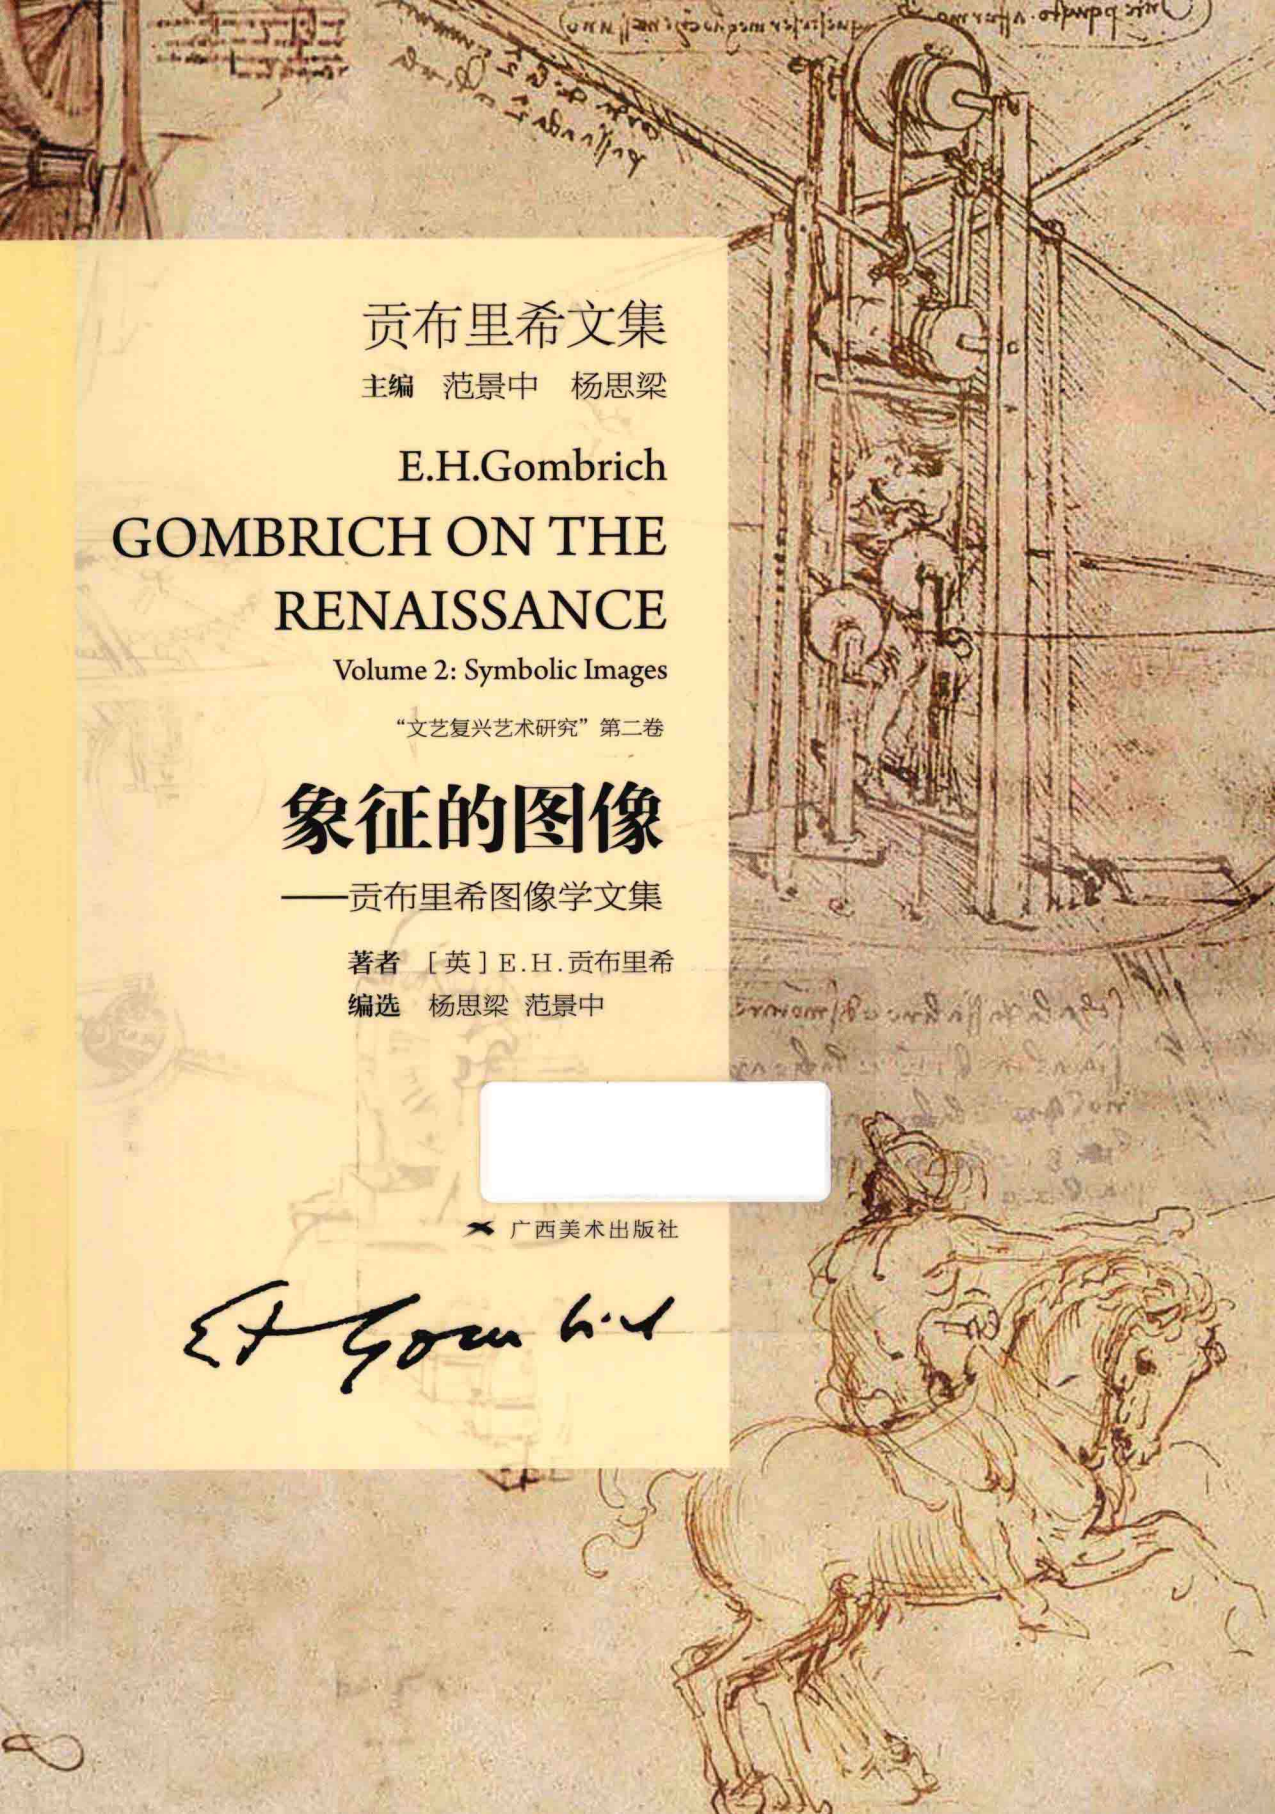 贡布里希文集
主编 范景中 杨思梁
E.H.Gombrich
GOMBRICH ON THE
RENAISSANCE
Volume 2: Symbolic Images
“文艺复兴艺术研究”第二卷
象征的图像
——贡布里希图像学文集
著者 [英]E.H.贡布里希
编选 杨思梁 范景中
广西美术出版社